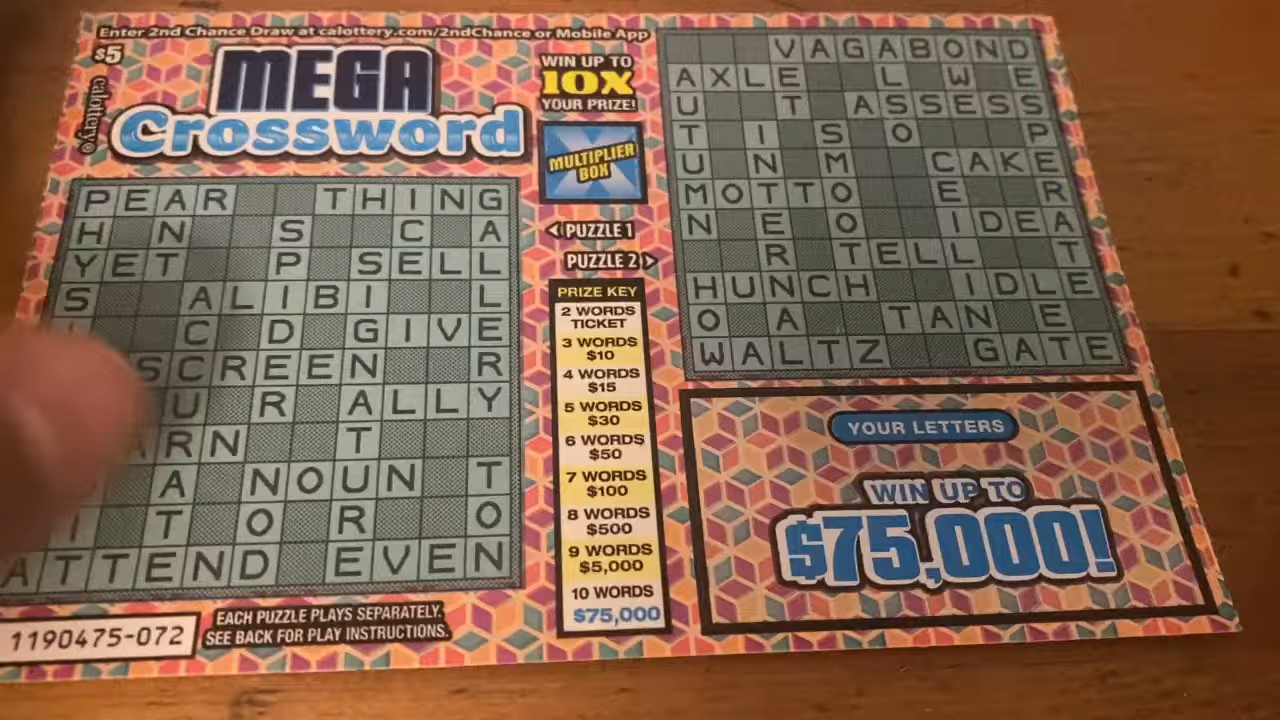 Enter 2nd Chance Draw at calottery.com/2ndChance or Mobile App
$5
calottery
MEGA
Crossword
WIN UP TO
10X
YOUR PRIZE!
MULTIPLIER
BOX
< PUZZLE 1
PUZZLE 2 >
PEAR THING
H N S C A
YET P SELL
S ALIBI L
C D GIVE
SCREEN R
U R ALLY
ARN T
A NOUN T
I T O R O
ATTEND EVEN
PRIZE KEY
2 WORDS
TICKET
3 WORDS
$10
4 WORDS
$15
5 WORDS
$30
6 WORDS
$50
7 WORDS
$100
8 WORDS
$500
9 WORDS
$5,000
10 WORDS
$75,000
VAGABOND
AXLE L W E
U T ASSESS
T I S O P
U N M CAKE
MOTTO E R
N E O IDEA
R TELL T
HUNCH IDLE
O A TAN E
WALTZ GATE
YOUR LETTERS
WIN UP TO
$75,000!
1190475-072
EACH PUZZLE PLAYS SEPARATELY.
SEE BACK FOR PLAY INSTRUCTIONS.